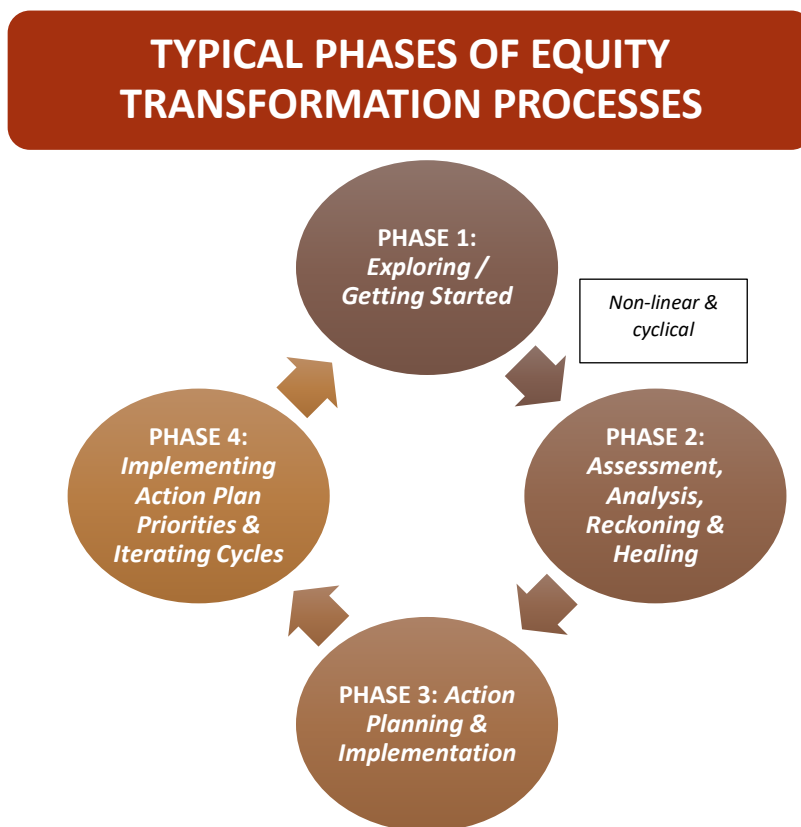 TYPICAL PHASES OF EQUITY
TRANSFORMATION PROCESSES
PHASE 1:
Exploring /
Getting Started
Non-linear &
cyclical
PHASE 2:
Assessment,
Analysis,
Reckoning &
Healing
PHASE 3: Action
Planning &
Implementation
PHASE 4:
Implementing
Action Plan
Priorities &
Iterating Cycles